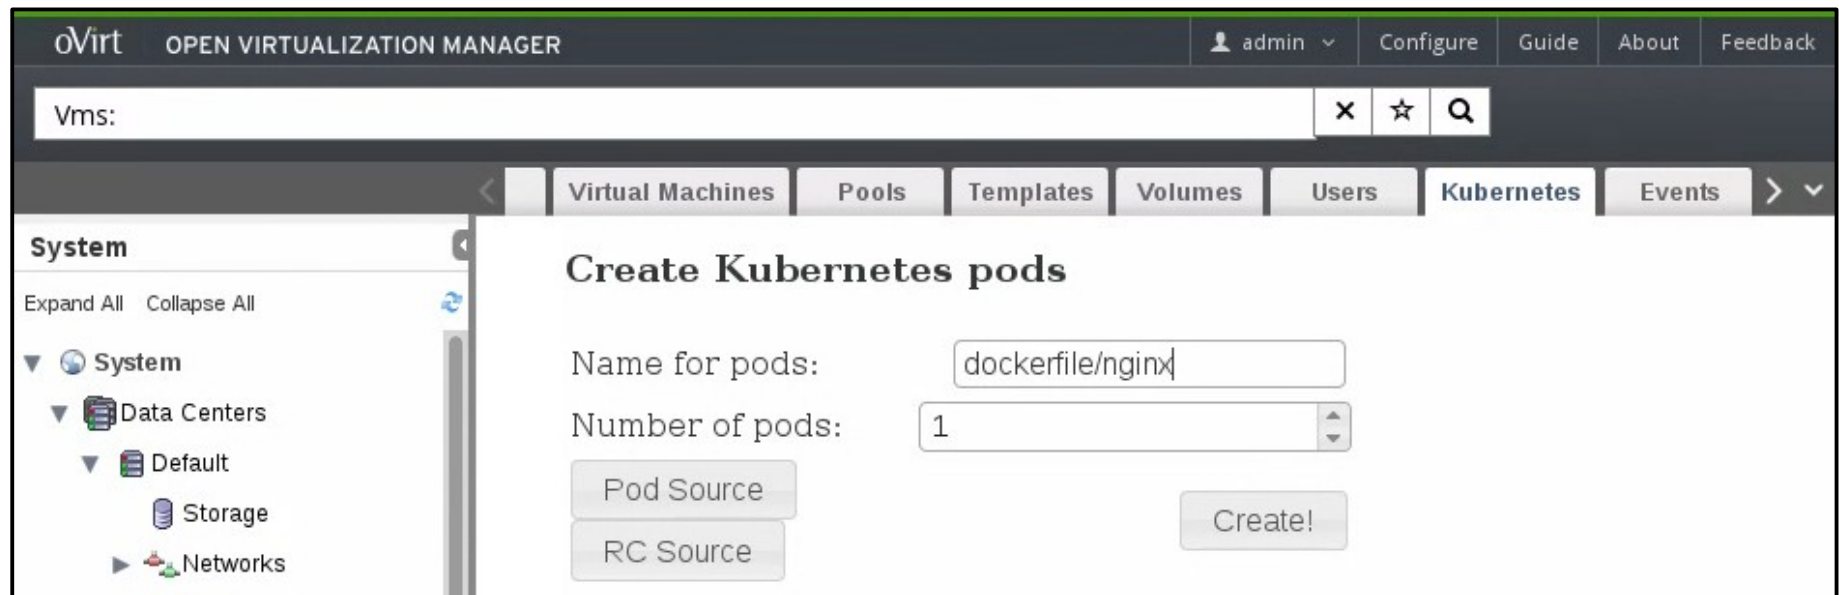 oVirt OPEN VIRTUALIZATION MANAGER admin Configure Guide About Feedback
Vms:
Virtual Machines Pools Templates Volumes Users Kubernetes Events
System
Expand All Collapse All
System
Data Centers
Default
Storage
Networks
Create Kubernetes pods
Name for pods: dockerfile/nginx
Number of pods: 1
Pod Source
Create!
RC Source